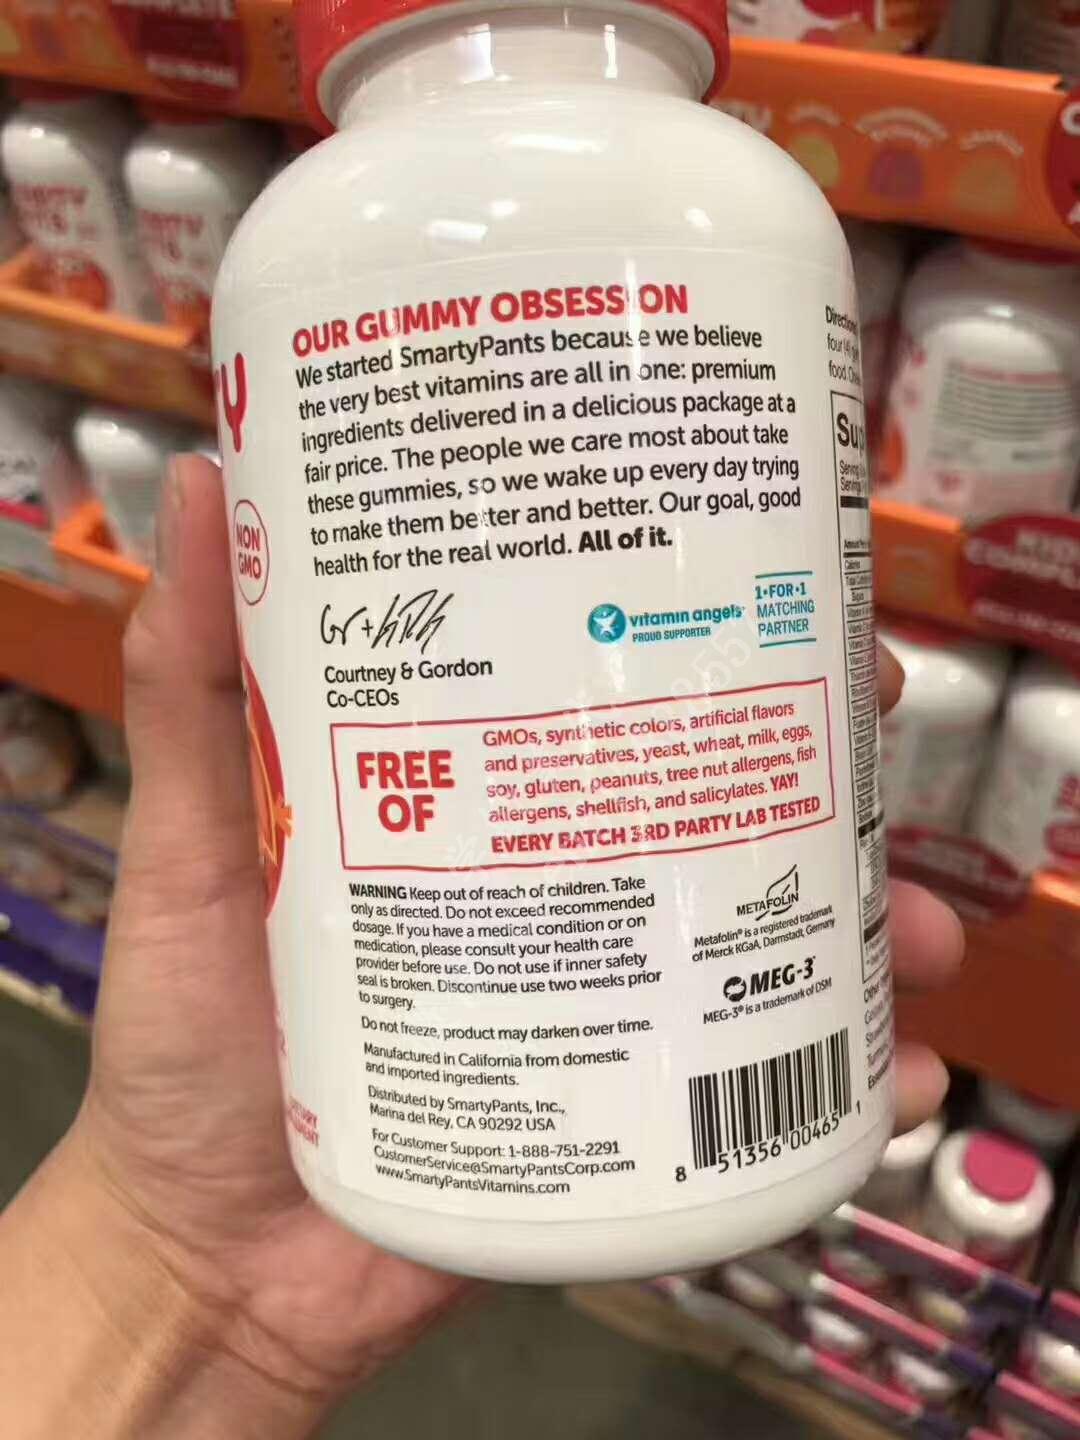 OUR GUMMY OBSESSION
We started SmartyPants because we believe
the very best vitamins are all in one: premium
ingredients delivered in a delicious package at a
fair price. The people we care most about take
these gummies, so we wake up every day trying
to make them better and better. Our goal, good
health for the real world. All of it.
NON
GMO
Courtney & Gordon
Co-CEOs
vitamin angels
PROUD SUPPORTER
1•FOR•1
MATCHING
PARTNER
FREE
OF
GMOs, synthetic colors, artificial flavors
and preservatives, yeast, wheat, milk, eggs,
soy, gluten, peanuts, tree nut allergens, fish
allergens, shellfish, and salicylates. YAY!
EVERY BATCH 3RD PARTY LAB TESTED
WARNING Keep out of reach of children. Take
only as directed. Do not exceed recommended
dosage. If you have a medical condition or on
medication, please consult your health care
provider before use. Do not use if inner safety
seal is broken. Discontinue use two weeks prior
to surgery.
Do not freeze, product may darken over time.
Manufactured in California from domestic
and imported ingredients.
Distributed by SmartyPants, Inc.,
Marina del Rey, CA 90292 USA
For Customer Support: 1-888-751-2291
CustomerService@SmartyPantsCorp.com
www.SmartyPantsVitamins.com
METAFOLIN
Metafolin® is a registered trademark
of Merck KGaA, Darmstadt, Germany
MEG-3®
MEG-3® is a trademark of DSM
8 51356 00465 1
four (4)
food.